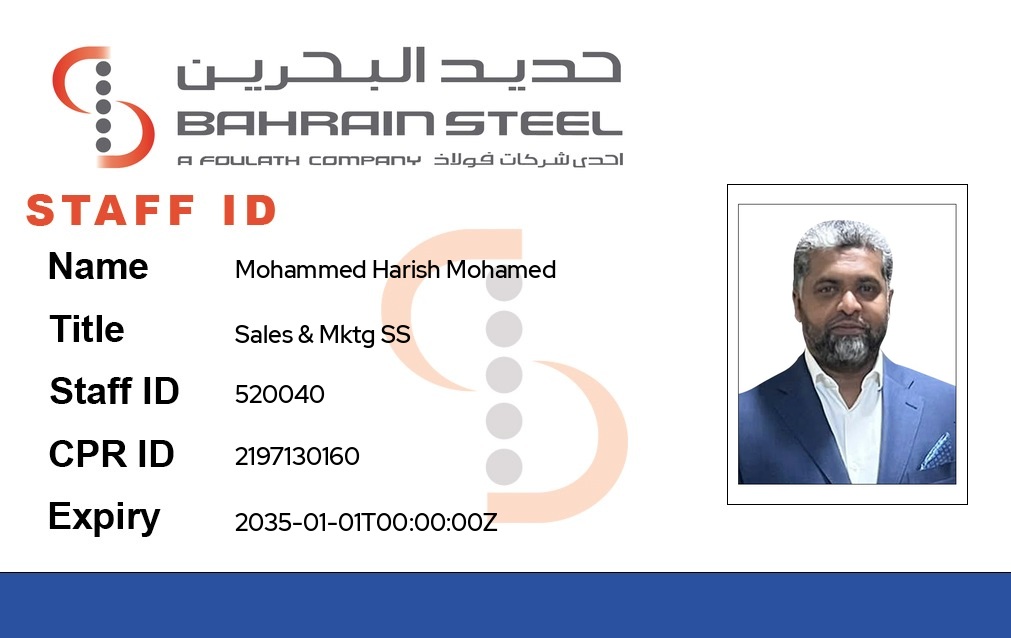 حديد البحرين
BAHRAIN STEEL
A FOULATH COMPANY احدى شركات فولاذ
STAFF ID
Name Mohammed Harish Mohamed
Title Sales & Mktg SS
Staff ID 520040
CPR ID 2197130160
Expiry 2035-01-01T00:00:00Z